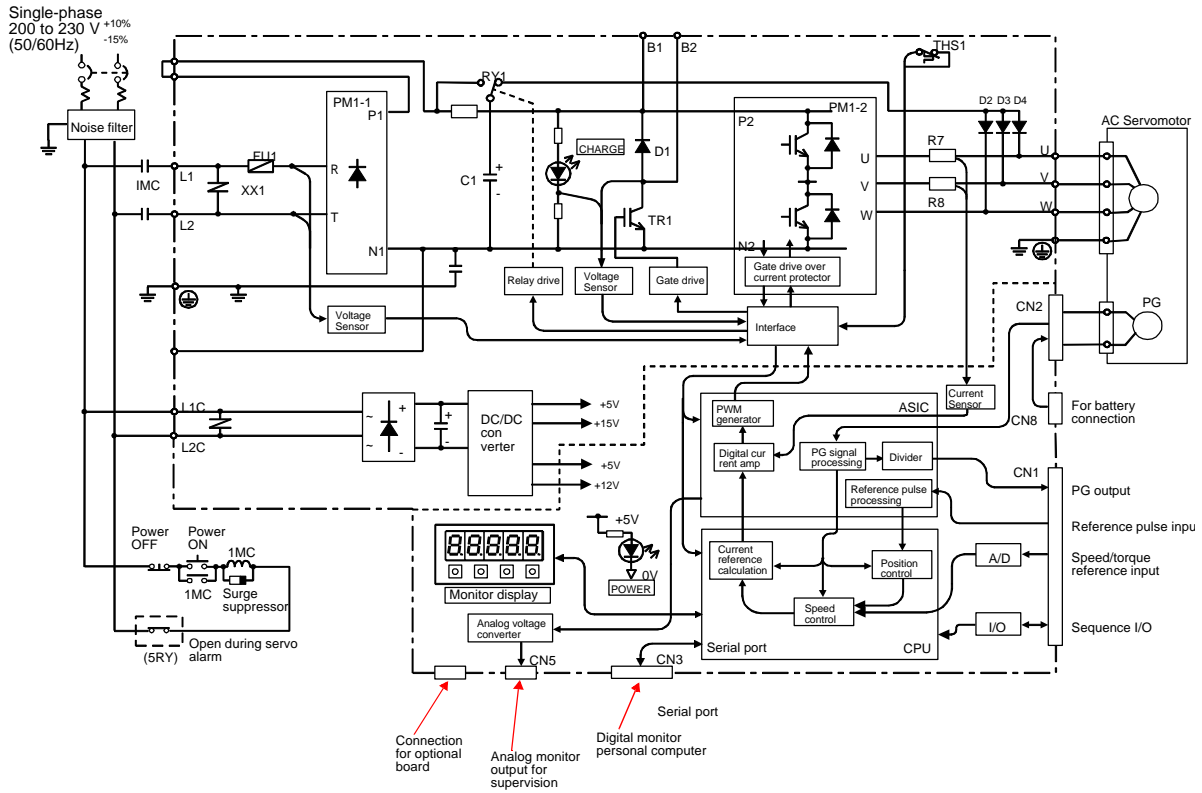 Single-phase
200 to 230 V +10%
(50/60Hz) -15%
Noise filter
IMC
L1
L2
FU1
XX1
PM1-1
P1
R
T
N1
RY1
C1
+
-
CHARGE
B1
B2
D1
TR1
THS1
PM1-2
P2
U
V
W
N2
R7
R8
D2 D3 D4
U
V
W
AC Servomotor
PG
Relay drive
Voltage
Sensor
Gate drive
Gate drive over
current protector
Interface
Voltage
Sensor
L1C
L2C
~
~
+
-
+
-
DC/DC
con
verter
+5V
+15V
+5V
+12V
CN2
CN8
For battery
connection
Current
Sensor
ASIC
PWM
generator
Digital cur
rent amp
PG signal
processing
Divider
Reference pulse
processing
CN1
PG output
Reference pulse input
A/D
Speed/torque
reference input
I/O
Sequence I/O
Current
reference
calculation
Position
control
Speed
control
Serial port
CPU
+5V
0V
POWER
88888
Monitor display
Analog voltage
converter
CN5
CN3
Power
OFF
Power
ON
1MC
1MC
Surge
suppressor
Open during servo
alarm
(5RY)
Serial port
Connection
for optional
board
Analog monitor
output for
supervision
Digital monitor
personal computer